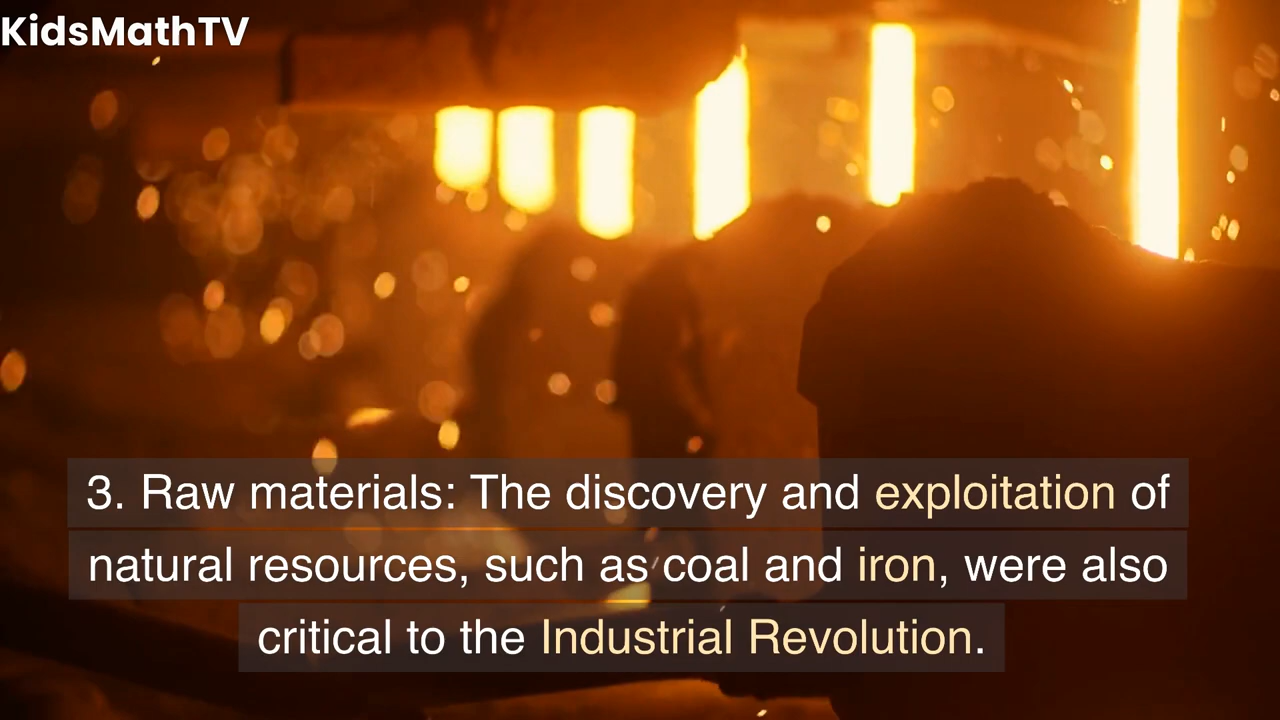 KidsMathTV
3. Raw materials: The discovery and exploitation of
natural resources, such as coal and iron, were also
critical to the Industrial Revolution.